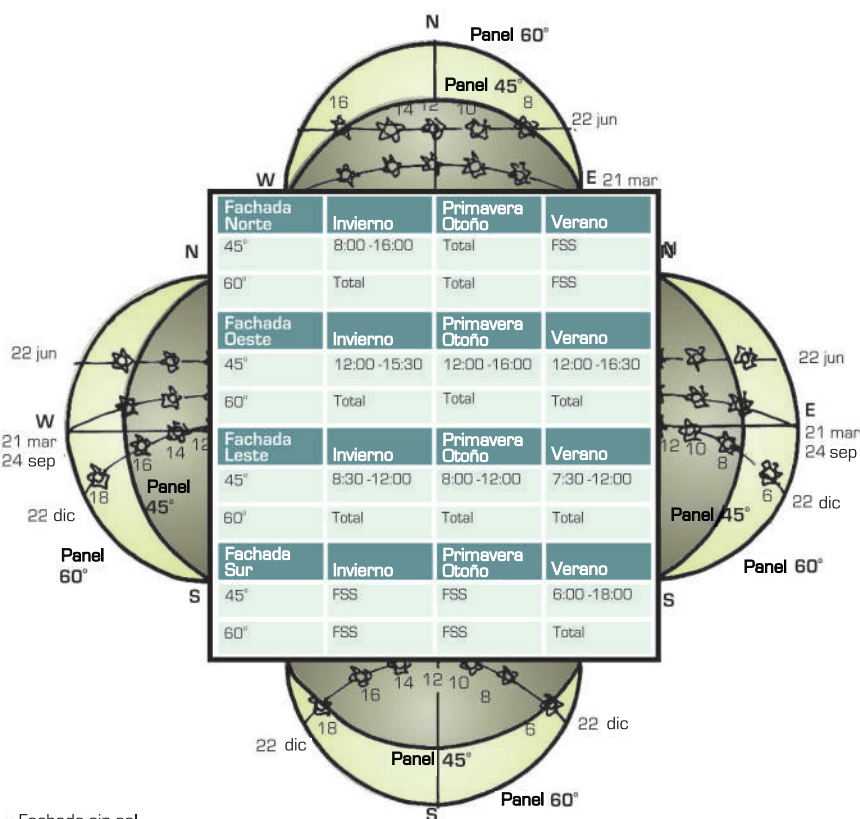 N
Panel 60°
Panel 45°
16 14 12 10 8
22 jun
W
E 21 mar
Fachada Norte Invierno Primavera Otoño Verano
45° 8:00 -16:00 Total FSS
60° Total Total FSS
Fachada Oeste Invierno Primavera Otoño Verano
45° 12:00 -15:30 12:00 -16:00 12:00 -16:30
60° Total Total Total
Fachada Leste Invierno Primavera Otoño Verano
45° 8:30 -12:00 8:00 -12:00 7:30 -12:00
60° Total Total Total
Fachada Sur Invierno Primavera Otoño Verano
45° FSS FSS 6:00 -18:00
60° FSS FSS Total
N
22 jun
W
21 mar
24 sep
12
14
16
18
22 dic
Panel 45°
Panel 60°
S
N
22 jun
E
21 mar
24 sep
12 10 8
6
22 dic
Panel 45°
Panel 60°
S
16 14 12 10 8
18 6
22 dic
22 dic
Panel 45°
Panel 60°
S